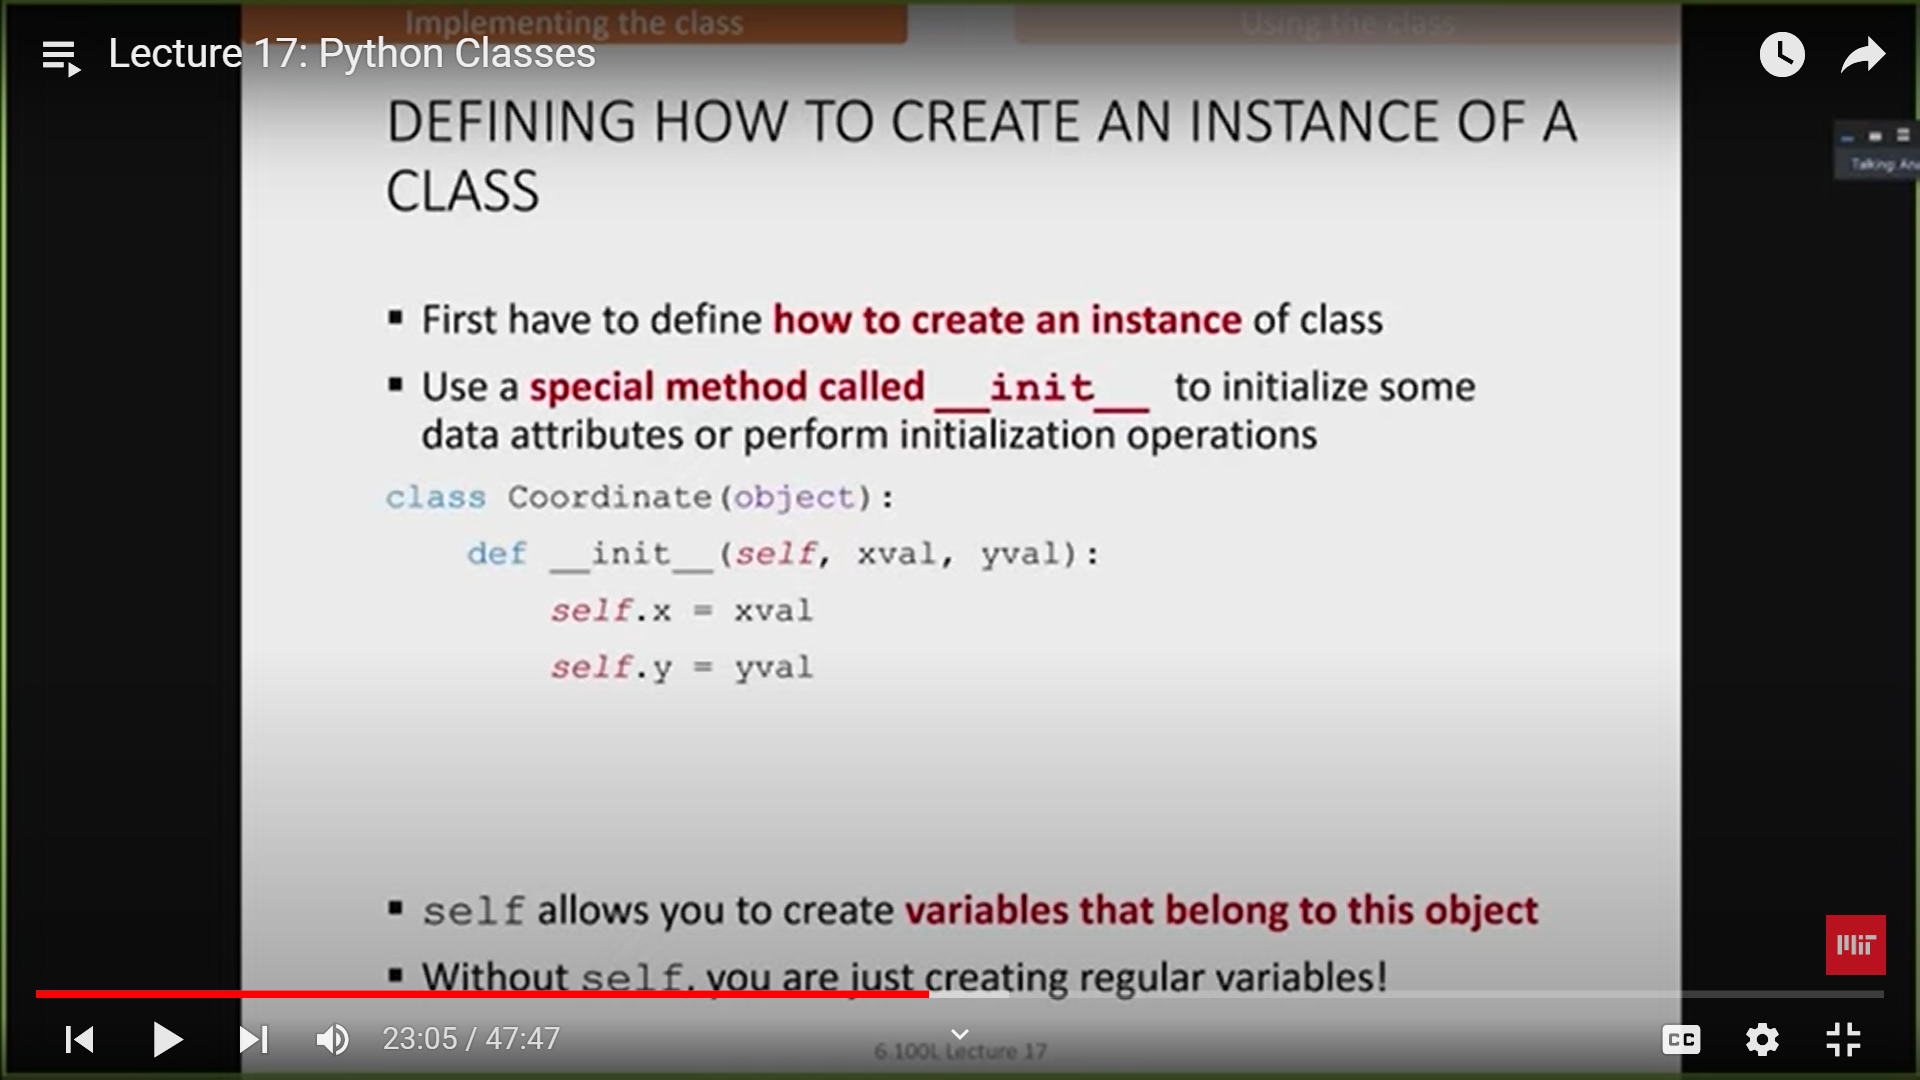 Implementing the class
Using the class
Lecture 17: Python Classes
DEFINING HOW TO CREATE AN INSTANCE OF A
CLASS
Talking:
▪ First have to define how to create an instance of class
▪ Use a special method called __init__ to initialize some
data attributes or perform initialization operations
class Coordinate(object):
def __init__(self, xval, yval):
self.x = xval
self.y = yval
▪ self allows you to create variables that belong to this object
MIT
▪ Without self, you are just creating regular variables!
23:05 / 47:47
CC
6.100L Lecture 17